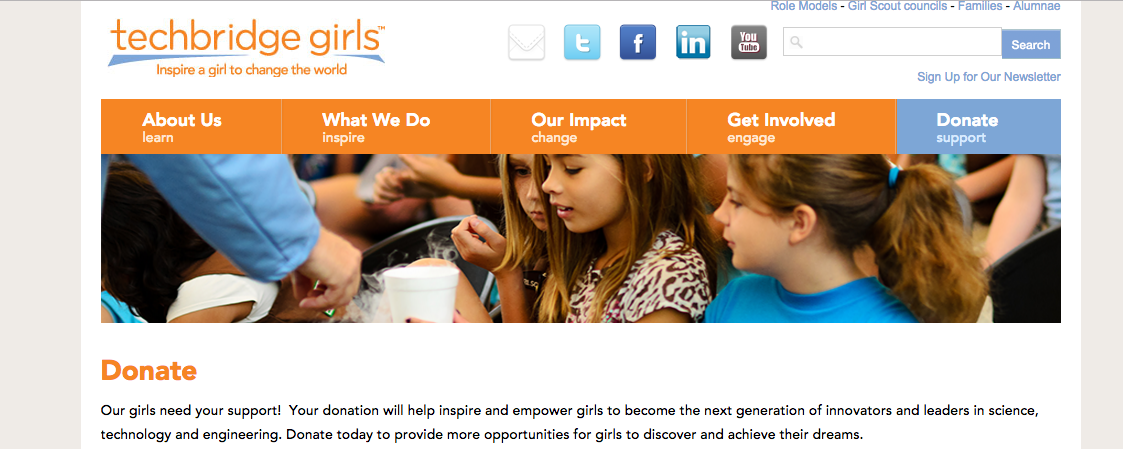 Role Models - Girl Scout councils - Families - Alumnae
techbridge girls™
Inspire a girl to change the world
t f in You Tube
Search
Sign Up for Our Newsletter
About Us What We Do Our Impact Get Involved Donate
learn inspire change engage support
Donate
Our girls need your support!  Your donation will help inspire and empower girls to become the next generation of innovators and leaders in science,
technology and engineering. Donate today to provide more opportunities for girls to discover and achieve their dreams.